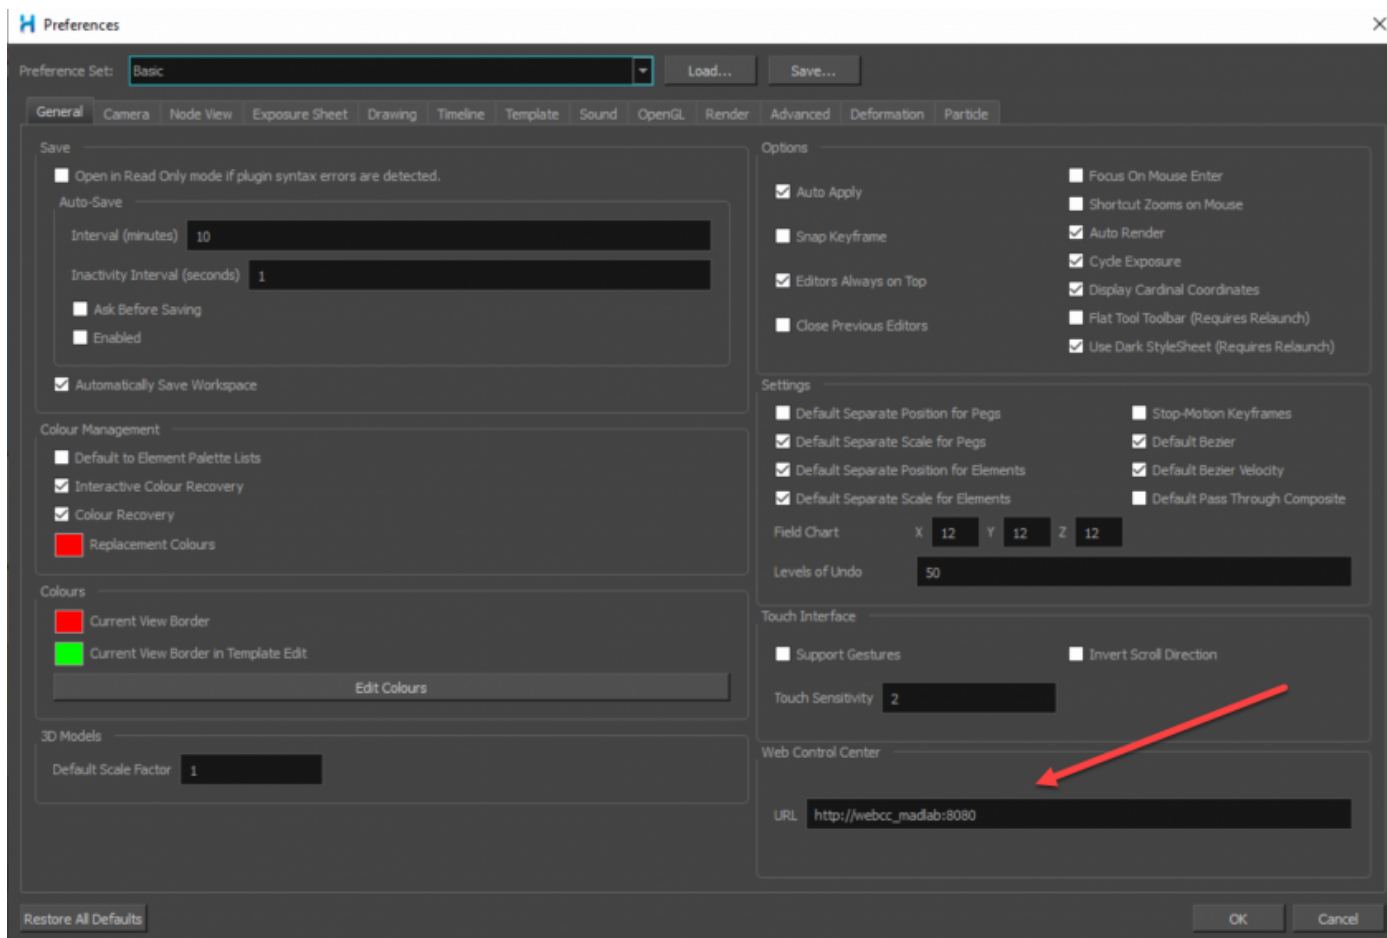 Preferences
Preference Set: Basic Load... Save...
General Camera Node View Exposure Sheet Drawing Timeline Template Sound OpenGL Render Advanced Deformation Particle
Save
Open in Read Only mode if plugin syntax errors are detected.
Auto-Save
Interval (minutes) 10
Inactivity Interval (seconds) 1
Ask Before Saving
Enabled
Automatically Save Workspace
Colour Management
Default to Element Palette Lists
Interactive Colour Recovery
Colour Recovery
Replacement Colours
Colours
Current View Border
Current View Border in Template Edit
Edit Colours
3D Models
Default Scale Factor 1
Options
Auto Apply
Snap Keyframe
Editors Always on Top
Close Previous Editors
Focus On Mouse Enter
Shortcut Zooms on Mouse
Auto Render
Cycle Exposure
Display Cardinal Coordinates
Flat Tool Toolbar (Requires Relaunch)
Use Dark StyleSheet (Requires Relaunch)
Settings
Default Separate Position for Pegs
Default Separate Scale for Pegs
Default Separate Position for Elements
Default Separate Scale for Elements
Stop-Motion Keyframes
Default Bezier
Default Bezier Velocity
Default Pass Through Composite
Field Chart X 12 Y 12 Z 12
Levels of Undo 50
Touch Interface
Support Gestures Invert Scroll Direction
Touch Sensitivity 2
Web Control Center
URL http://webcc_madlab:8080
Restore All Defaults OK Cancel